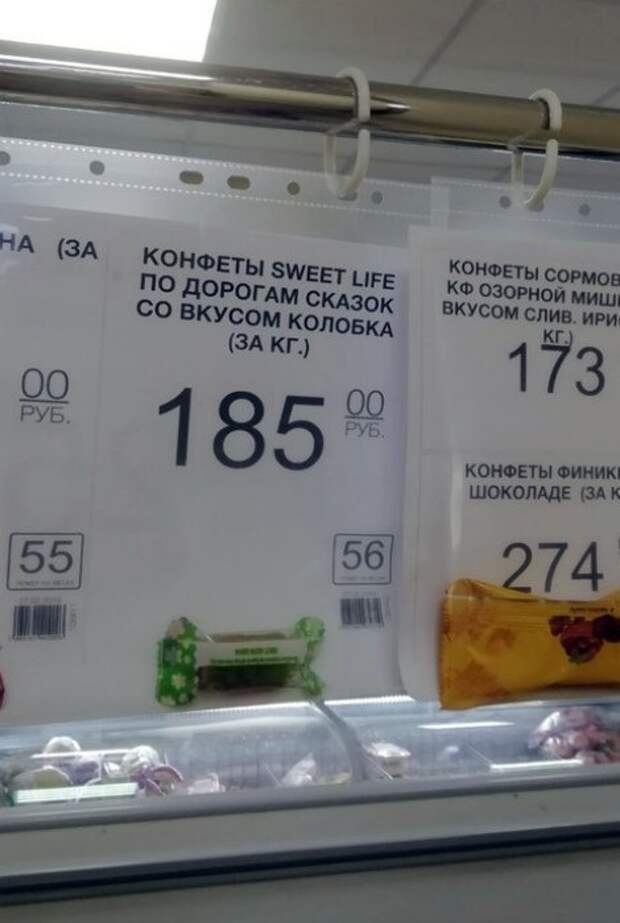 НА (ЗА
00
РУБ.
55
КОНФЕТЫ SWEET LIFE
ПО ДОРОГАМ СКАЗОК
СО ВКУСОМ КОЛОБКА
(ЗА КГ.)
185 00
РУБ.
56
КОНФЕТЫ СОРМОВ
КФ ОЗОРНОЙ МИШ
ВКУСОМ СЛИВ. ИРИ
КГ.)
173
КОНФЕТЫ ФИНИК
ШОКОЛАДЕ (ЗА К
274